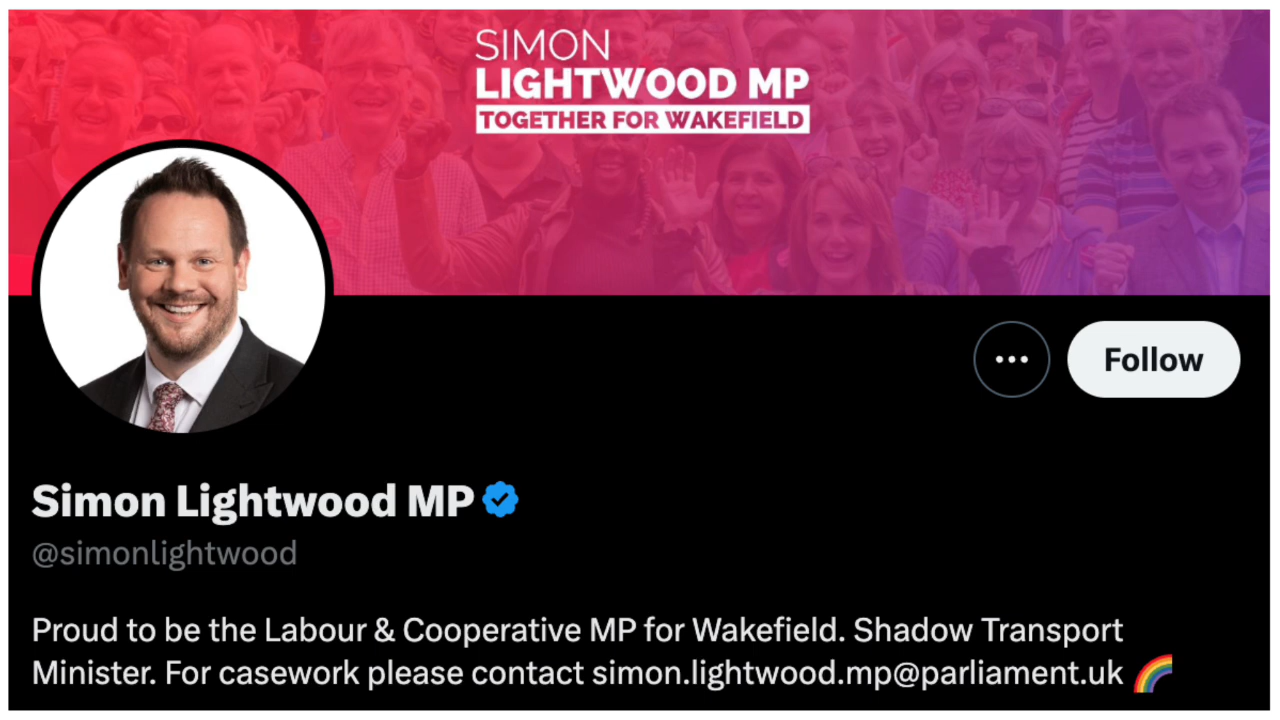 SIMON
LIGHTWOOD MP
TOGETHER FOR WAKEFIELD
Follow
Simon Lightwood MP
@simonlightwood
Proud to be the Labour & Cooperative MP for Wakefield. Shadow Transport
Minister. For casework please contact simon.lightwood.mp@parliament.uk 🌈